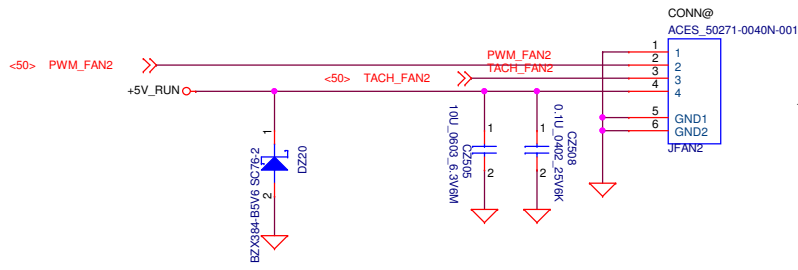 CONN@
ACES_50271-0040N-001
<50> PWM_FAN2
PWM_FAN2
1 1
2 2
<50> TACH_FAN2
TACH_FAN2
3 3
+5V_RUN
4 4
5 GND1
6 GND2
JFAN2
1
2
DZ20
BZX384-B5V6 SC76-2
1
2
CZ505
10U_0603_6.3V6M
1
2
CZ508
0.1U_0402_25V6K